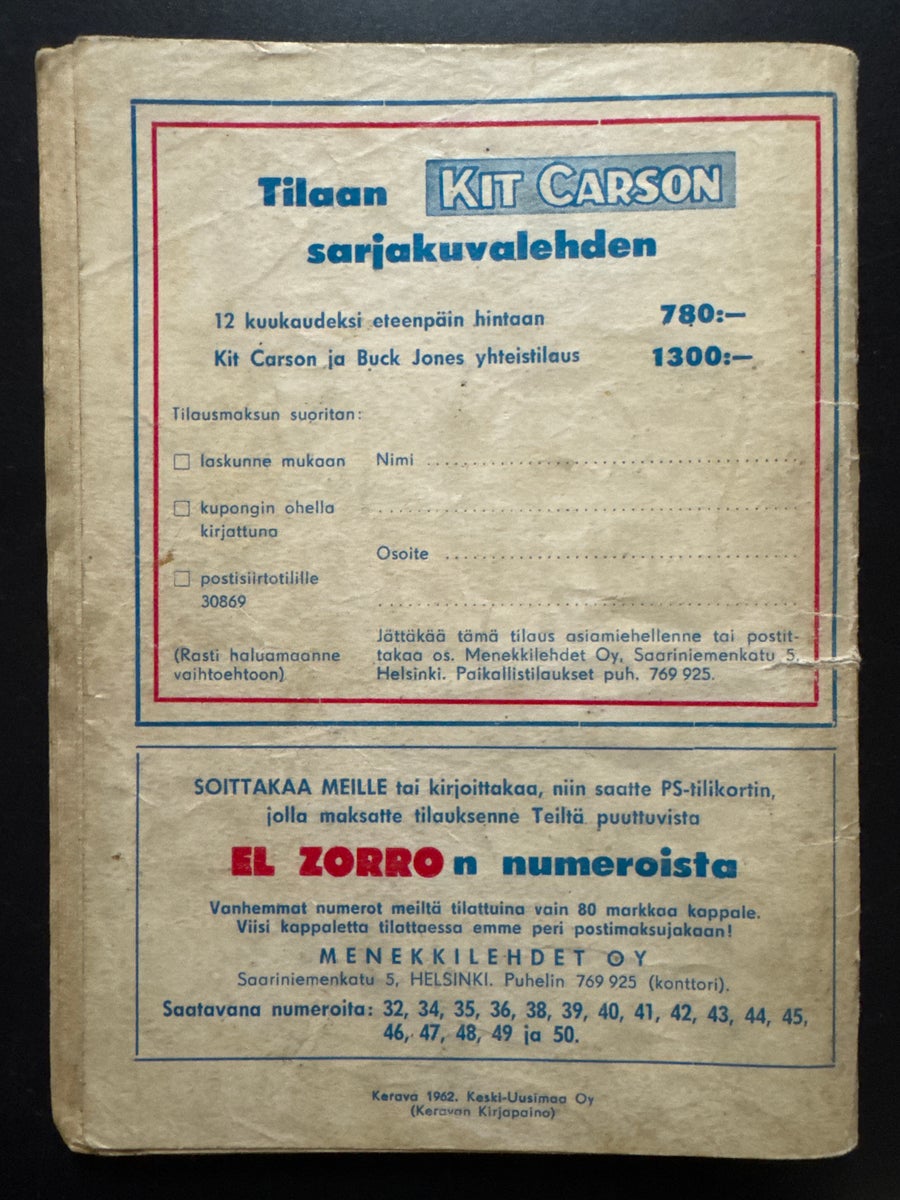 Tilaan KIT CARSON
sarjakuvalehden
12 kuukaudeksi eteenpäin hintaan 780:—
Kit Carson ja Buck Jones yhteistilaus 1300:—
Tilausmaksun suoritan:
laskunne mukaan
kupongin ohella
kirjattuna
postisiirtotilille
30869
(Rasti haluamaanne
vaihtoehtoon)
Nimi
Osoite
Jättäkää tämä tilaus asiamiehellenne tai postit-
takaa os. Menekkilehdet Oy, Saariniemenkatu 5,
Helsinki. Paikallistilaukset puh. 769 925.
SOITTAKAA MEILLE tai kirjoittakaa, niin saatte PS-tilikortin,
jolla maksatte tilauksenne Teiltä puuttuvista
EL ZORRO n numeroista
Vanhemmat numerot meiltä tilattuina vain 80 markkaa kappale.
Viisi kappaletta tilattaessa emme peri postimaksujakaan!
MENEKKILEHDET OY
Saariniemenkatu 5, HELSINKI. Puhelin 769 925 (konttori).
Saatavana numeroita: 32, 34, 35, 36, 38, 39, 40, 41, 42, 43, 44, 45,
46, 47, 48, 49 ja 50.
Kerava 1962. Keski-Uusimaa Oy
(Keravan Kirjapaino)